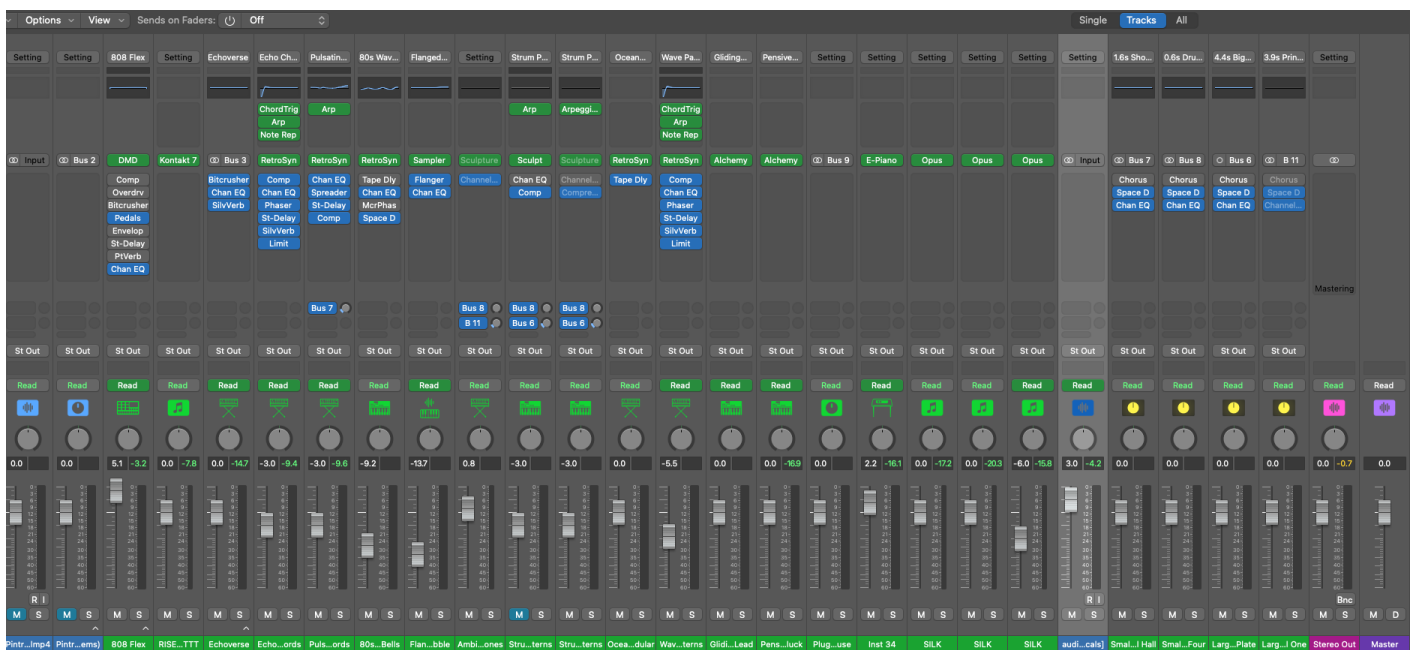 Options View Sends on Faders: Off Single Tracks All
Setting Setting 808 Flex Setting Echoverse Echo Ch... Pulsatin... 80s Wav... Flanged... Setting Strum P... Strum P... Ocean... Wave Pa... Gliding... Pensive... Setting Setting Setting Setting Setting Setting 1.6s Sho... 0.6s Dru... 4.4s Big... 3.9s Prin... Setting
ChordTrig Arp Arp Arpeggi... ChordTrig
Arp Arp
Note Rep Note Rep
Input Bus 2 DMD Kontakt 7 Bus 3 RetroSyn RetroSyn RetroSyn Sampler Sculpture Sculpt Sculpture RetroSyn RetroSyn Alchemy Alchemy Bus 9 E-Piano Opus Opus Opus Input Bus 7 Bus 8 Bus 6 B 11
Comp Bitcrusher Comp Chan EQ Tape Dly Flanger Channel... Chan EQ Channel... Tape Dly Comp Chorus Chorus Chorus Chorus
Overdrv Chan EQ Chan EQ Spreader Chan EQ Chan EQ Comp Compre... Chan EQ Space D Space D Space D Space D
Bitcrusher SilvVerb Phaser St-Delay McrPhas Phaser Chan EQ Chan EQ Chan EQ Channel...
Pedals St-Delay Comp Space D St-Delay
Envelop SilvVerb SilvVerb
St-Delay Limit Limit
PtVerb
Chan EQ
Mastering
Bus 7 Bus 8 Bus 8 Bus 8
B 11 Bus 6 Bus 6
St Out St Out St Out St Out St Out St Out St Out St Out St Out St Out St Out St Out St Out St Out St Out St Out St Out St Out St Out St Out St Out St Out St Out St Out St Out St Out
Read Read Read Read Read Read Read Read Read Read Read Read Read Read Read Read Read Read Read Read Read Read Read Read Read Read Read Read
0.0 0.0 5.1 -3.2 0.0 -7.8 0.0 -14.7 -3.0 -9.4 -3.0 -9.6 -9.2 -13.7 0.8 -3.0 -3.0 0.0 -5.5 0.0 0.0 -16.9 0.0 2.2 -16.1 0.0 -17.2 0.0 -20.3 -6.0 -15.8 3.0 -4.2 0.0 0.0 0.0 0.0 0.0 -0.7 0.0
R I R I Bnc
M S M S M S M S M S M S M S M S M S M S M S M S M S M S M S M S M S M S M S M S M S M S M S M S M S M S M S M D
Pintr...Imp4 Pintr...ems) 808 Flex RISE...TTT Echoverse Echo...ords Puls...ords 80s...Bells Flan...bble Ambi...ones Stru...terns Stru...terns Ocea...dular Wav...terns Glidi...Lead Pens...luck Plug...use Inst 34 SILK SILK SILK audi...cals] Smal...l Hall Smal...Four Larg...Plate Larg...l One Stereo Out Master